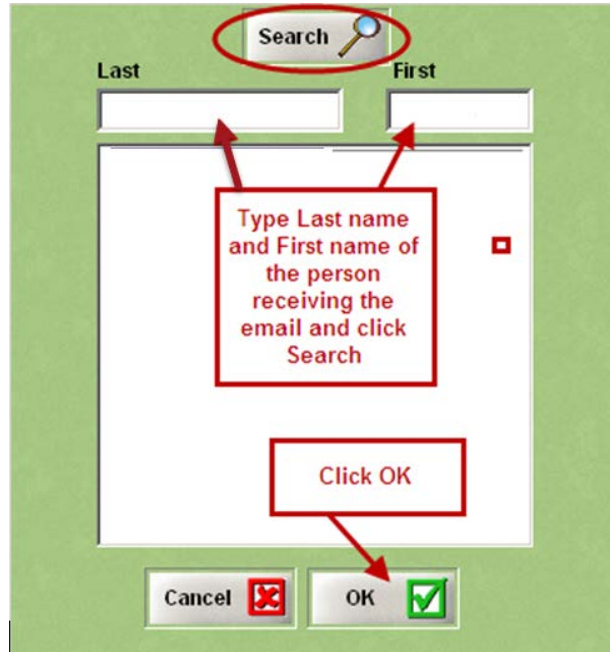 Search
Last First
Type Last name
and First name of
the person
receiving the
email and click
Search
Click OK
Cancel OK